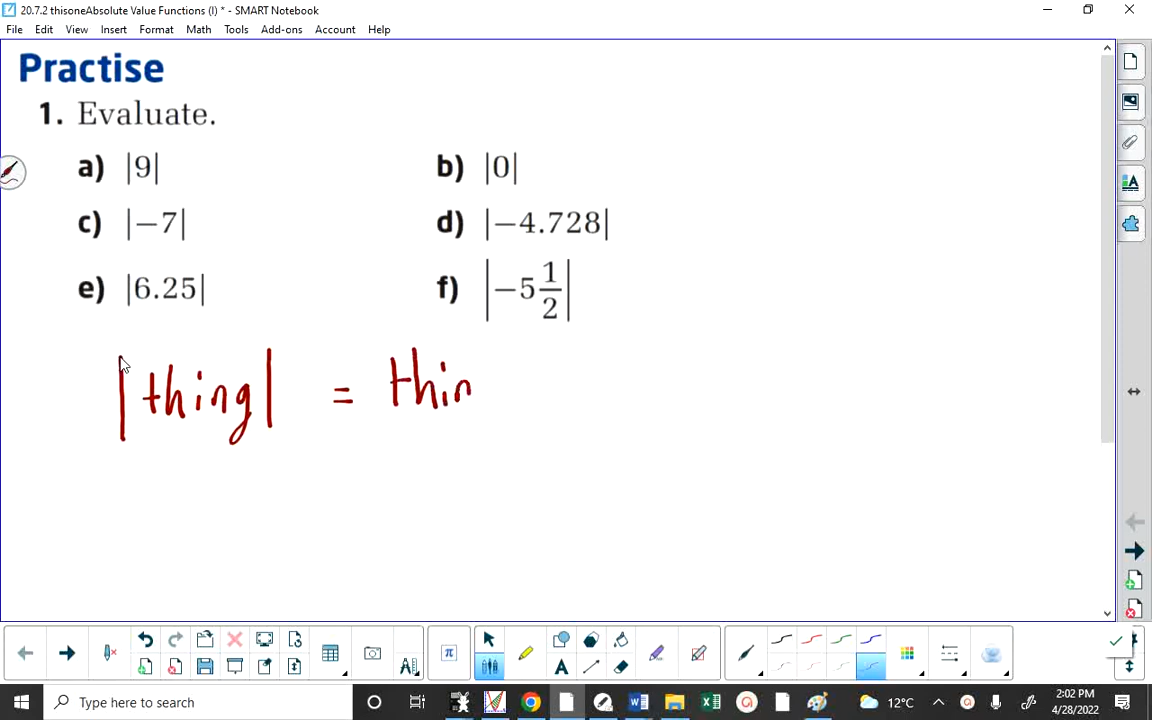 20.7.2 thisoneAbsolute Value Functions (I) * - SMART Notebook
File Edit View Insert Format Math Tools Add-ons Account Help
Practise
1. Evaluate.
a) |9| b) |0|
c) |−7| d) |−4.728|
e) |6.25| f) |−5 1/2|
|thing| = thin
π
Type here to search
12°C
2:02 PM
4/28/2022